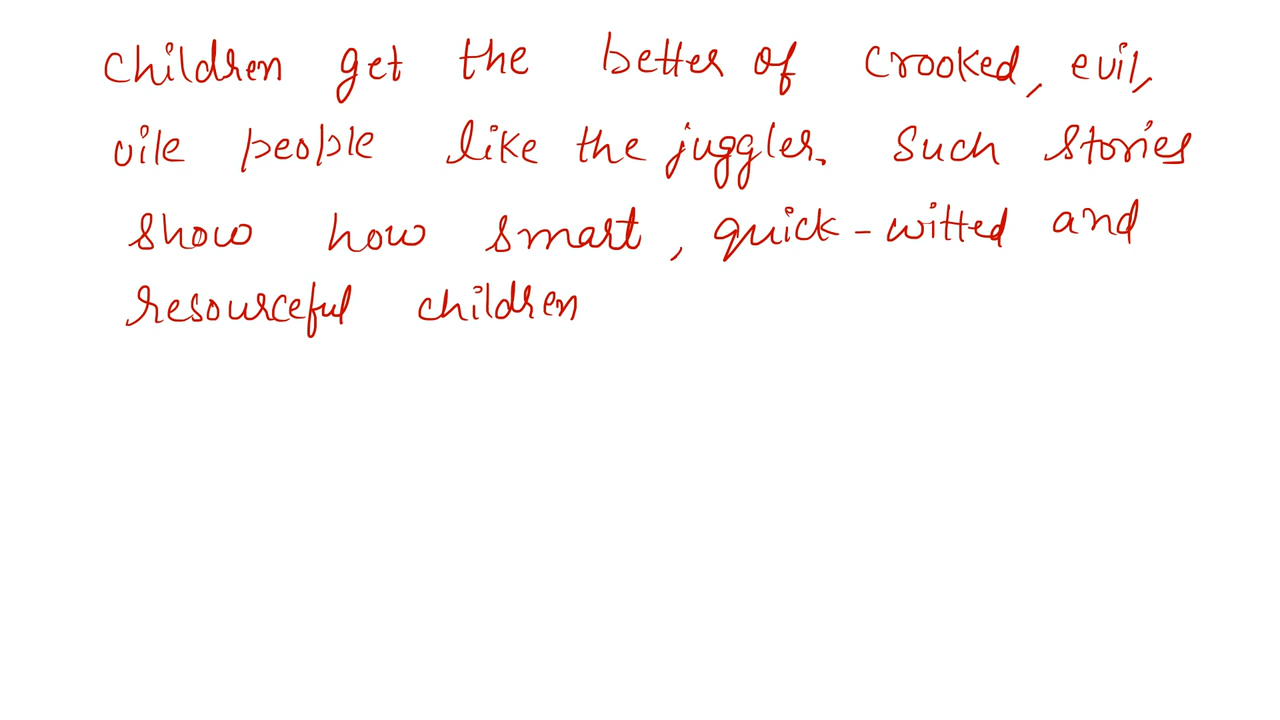 children get the better of crooked, evil,
vile people like the juggler. Such stories
show how smart, quick-witted and
resourceful children